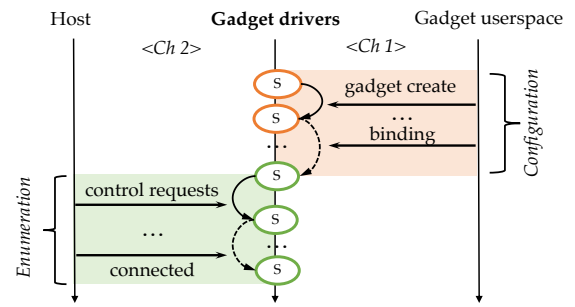 Host
Gadget drivers
Gadget userspace
<Ch 2>
<Ch 1>
S
gadget create
S
...
binding
...
Configuration
S
control requests
S
...
...
connected
S
Enumeration